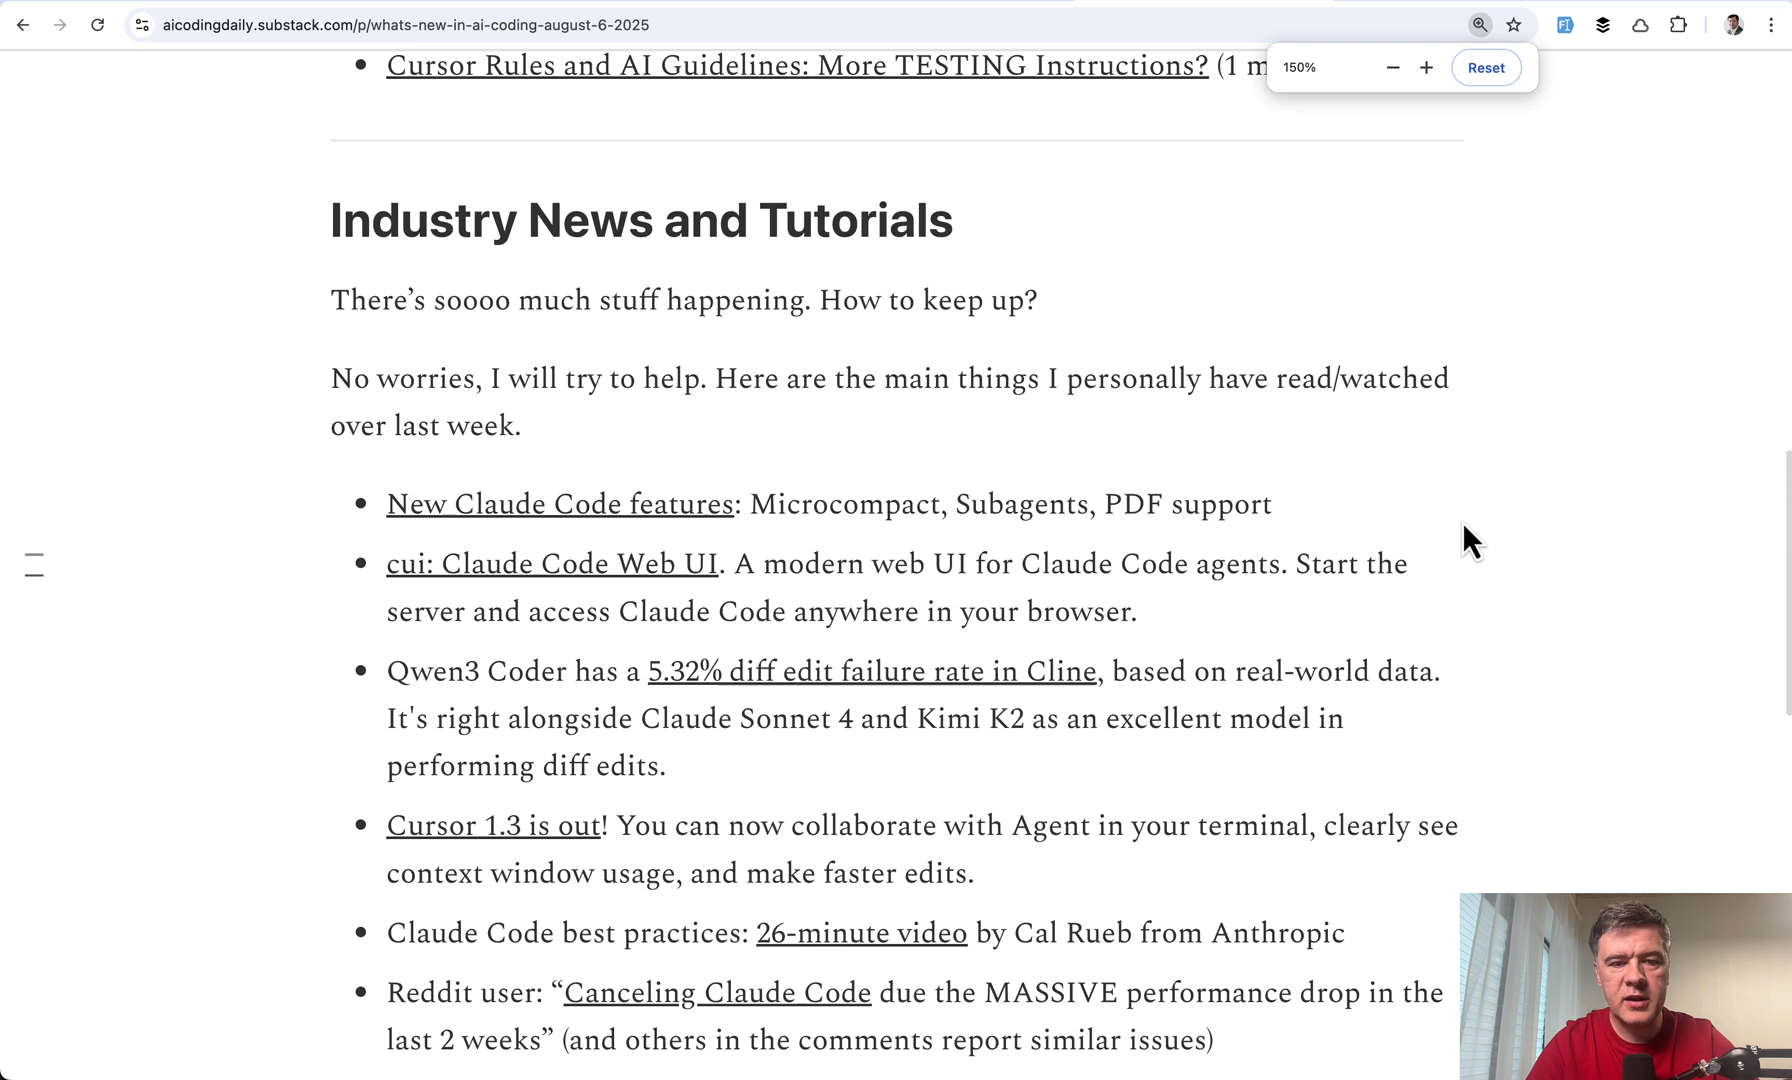 aicodingdaily.substack.com/p/whats-new-in-ai-coding-august-6-2025
150%
Reset
• Cursor Rules and AI Guidelines: More TESTING Instructions? (1 m
Industry News and Tutorials
There’s soooo much stuff happening. How to keep up?
No worries, I will try to help. Here are the main things I personally have read/watched
over last week.
• New Claude Code features: Microcompact, Subagents, PDF support
• cui: Claude Code Web UI. A modern web UI for Claude Code agents. Start the
server and access Claude Code anywhere in your browser.
• Qwen3 Coder has a 5.32% diff edit failure rate in Cline, based on real-world data.
It's right alongside Claude Sonnet 4 and Kimi K2 as an excellent model in
performing diff edits.
• Cursor 1.3 is out! You can now collaborate with Agent in your terminal, clearly see
context window usage, and make faster edits.
• Claude Code best practices: 26-minute video by Cal Rueb from Anthropic
• Reddit user: “Canceling Claude Code due the MASSIVE performance drop in the
last 2 weeks” (and others in the comments report similar issues)